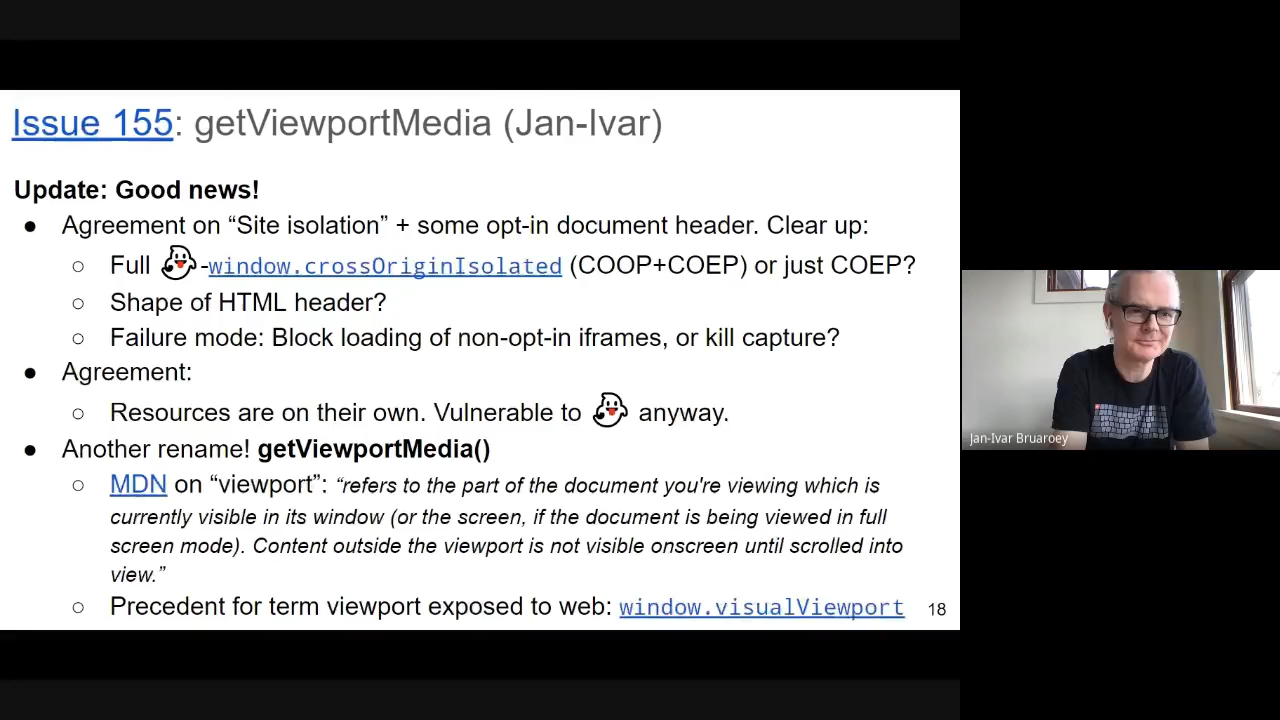 Issue 155: getViewportMedia (Jan-Ivar)
Update: Good news!
● Agreement on “Site isolation” + some opt-in document header. Clear up:
○ Full -window.crossOriginIsolated (COOP+COEP) or just COEP?
○ Shape of HTML header?
○ Failure mode: Block loading of non-opt-in iframes, or kill capture?
● Agreement:
○ Resources are on their own. Vulnerable to anyway.
● Another rename! getViewportMedia()
○ MDN on “viewport”: “refers to the part of the document you're viewing which is
currently visible in its window (or the screen, if the document is being viewed in full
screen mode). Content outside the viewport is not visible onscreen until scrolled into
view.”
○ Precedent for term viewport exposed to web: window.visualViewport
18
Jan-Ivar Bruaroey